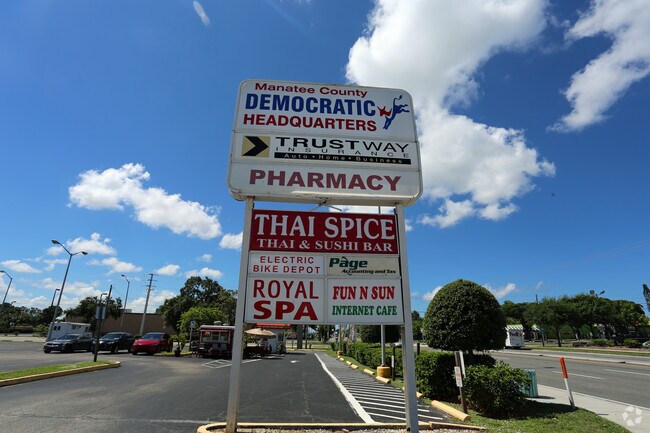 Manatee County
DEMOCRATIC
HEADQUARTERS
TRUSTWAY
INSURANCE
Auto • Home • Business
PHARMACY
THAI SPICE
THAI & SUSHI BAR
ELECTRIC
BIKE DEPOT
Page
Accounting
and Tax
ROYAL
SPA
FUN N SUN
INTERNET CAFE